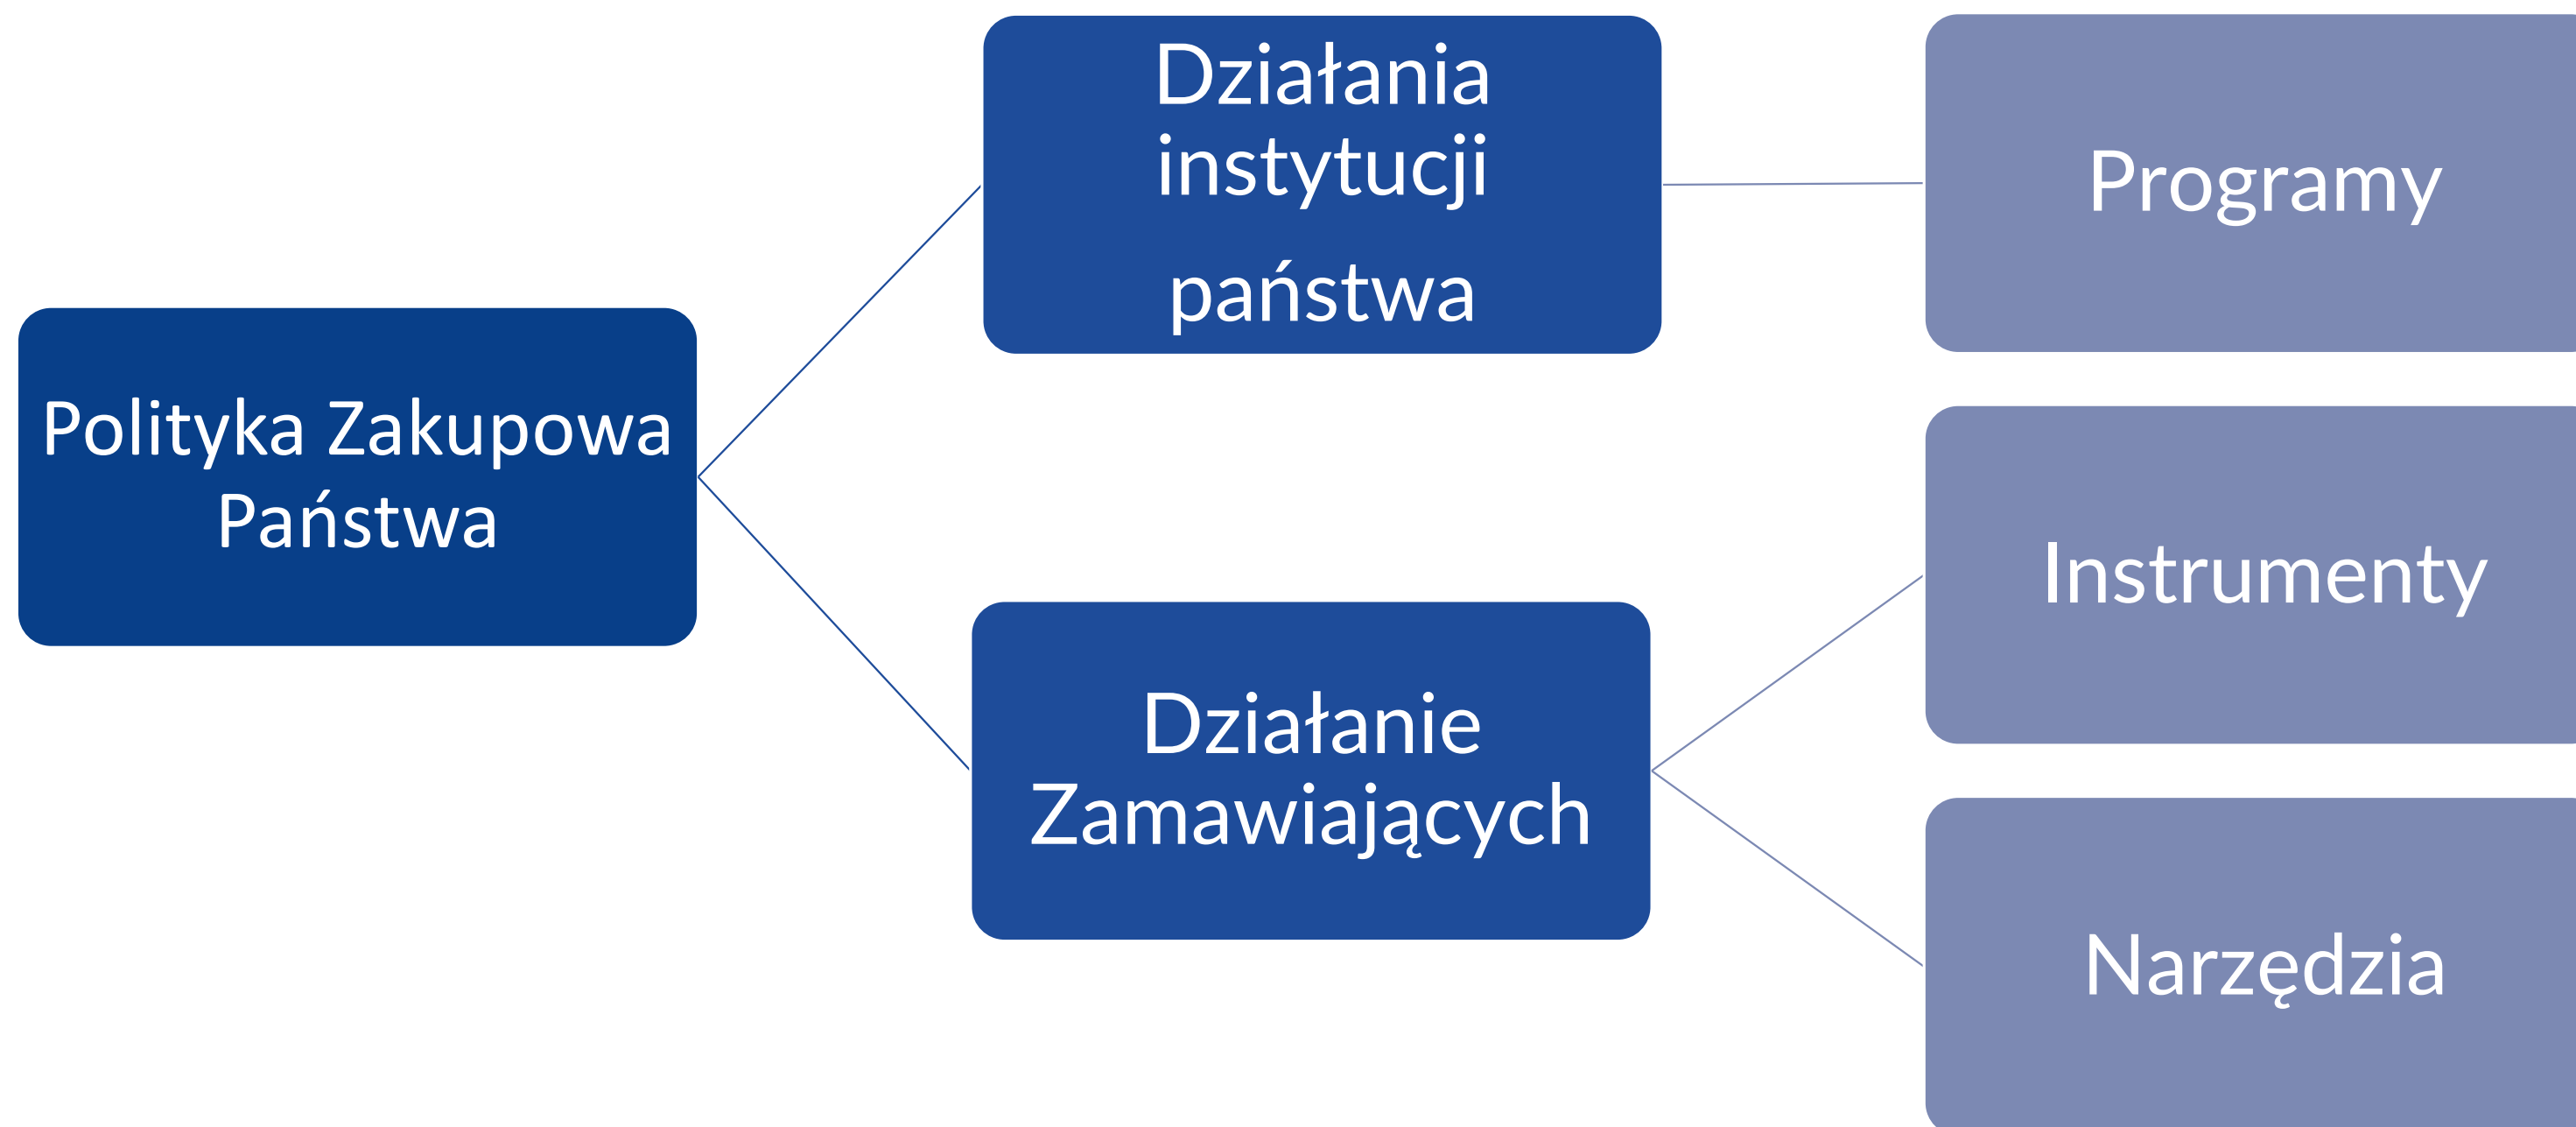 Polityka Zakupowa
Państwa
Działania
instytucji
państwa
Działanie
Zamawiających
Programy
Instrumenty
Narzędzia